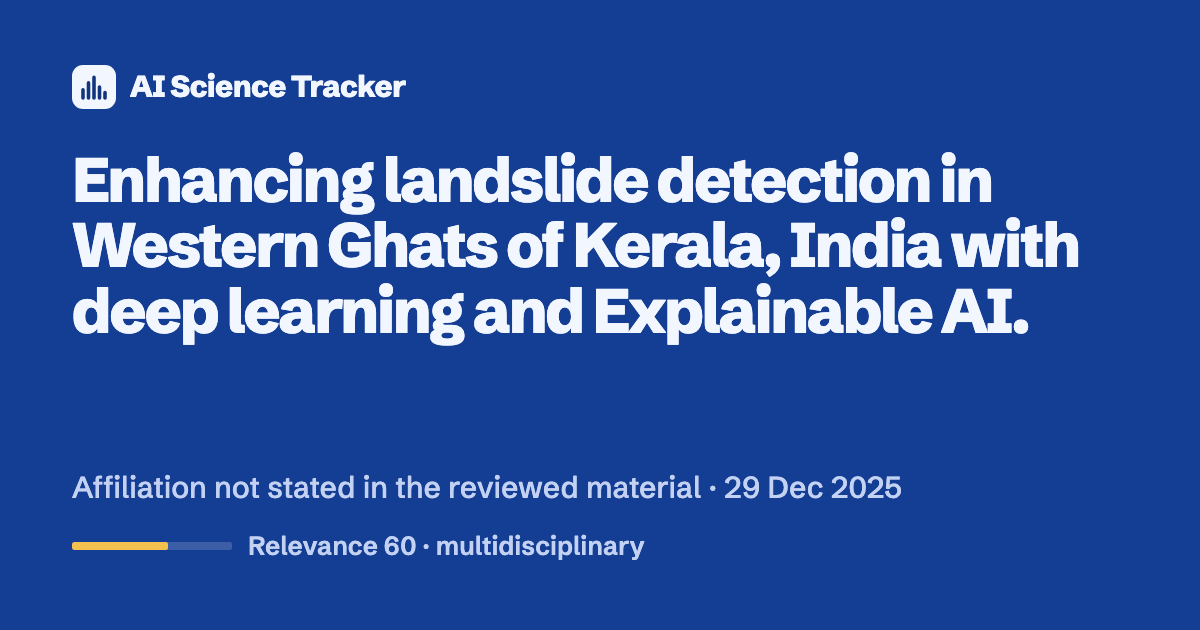 AI Science Tracker
Enhancing landslide detection in
Western Ghats of Kerala, India with
deep learning and Explainable AI.
Affiliation not stated in the reviewed material · 29 Dec 2025
Relevance 60 · multidisciplinary